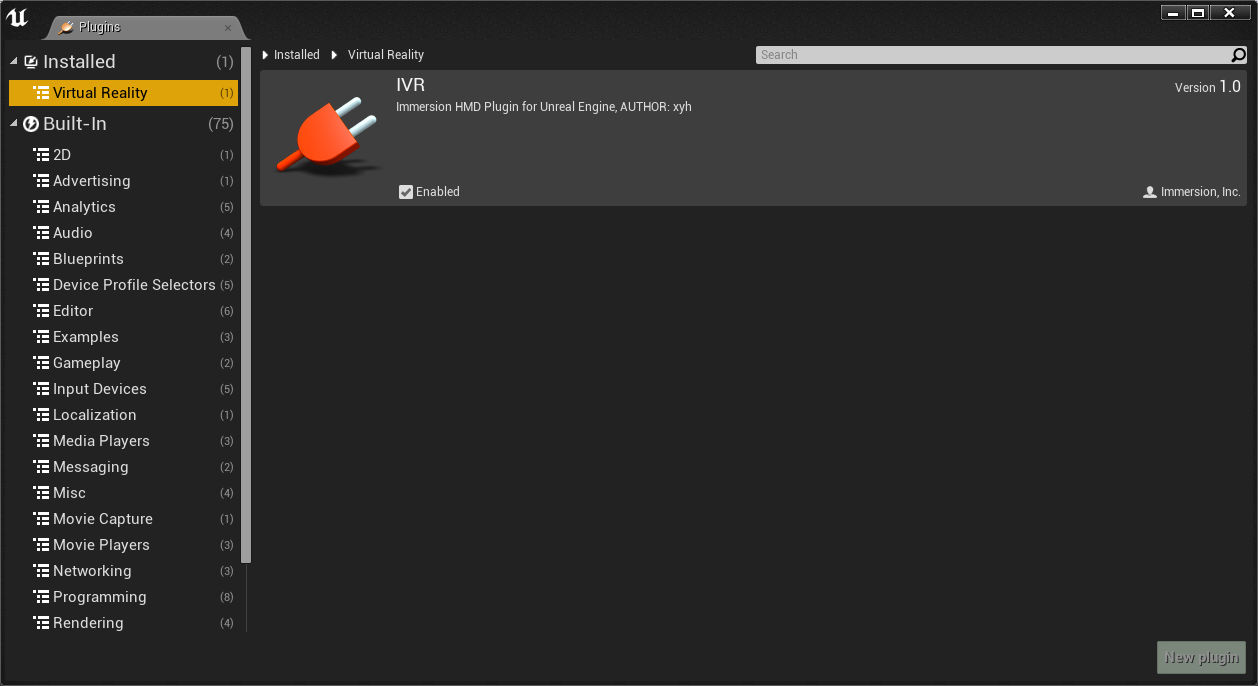 Plugins
Installed (1)
Virtual Reality (1)
Built-In (75)
2D (1)
Advertising (1)
Analytics (5)
Audio (4)
Blueprints (2)
Device Profile Selectors (5)
Editor (6)
Examples (3)
Gameplay (2)
Input Devices (5)
Localization (1)
Media Players (3)
Messaging (2)
Misc (4)
Movie Capture (1)
Movie Players (3)
Networking (3)
Programming (8)
Rendering (4)
Installed Virtual Reality
Search
IVR
Version 1.0
Immersion HMD Plugin for Unreal Engine, AUTHOR: xyh
Enabled
Immersion, Inc.
New plugin